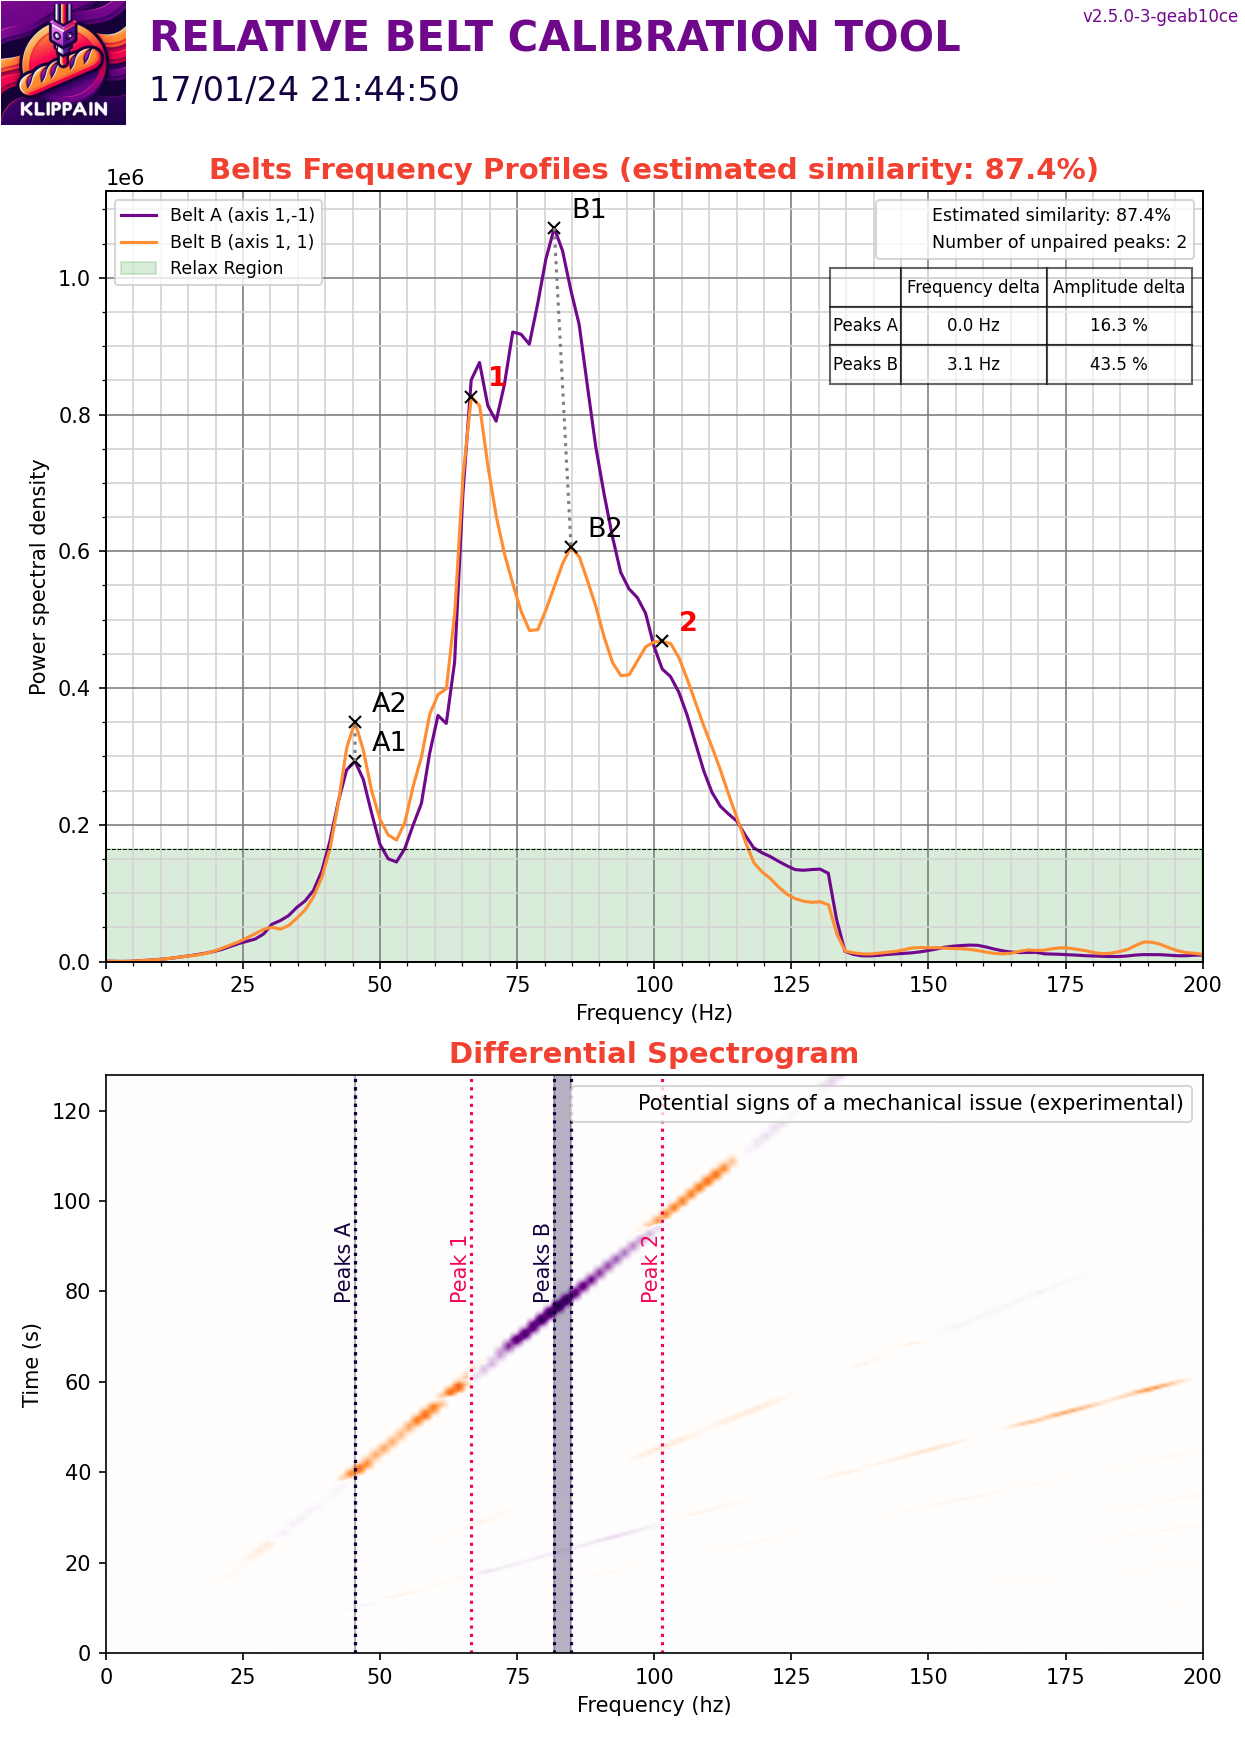 KLIPPAIN
RELATIVE BELT CALIBRATION TOOL
17/01/24 21:44:50
v2.5.0-3-geab10ce
Belts Frequency Profiles (estimated similarity: 87.4%)
1e6
Belt A (axis 1,-1)
Belt B (axis 1, 1)
Relax Region
Estimated similarity: 87.4%
Number of unpaired peaks: 2
Frequency delta Amplitude delta
Peaks A 0.0 Hz 16.3 %
Peaks B 3.1 Hz 43.5 %
B1
1
B2
2
A2
A1
Power spectral density
1.0
0.8
0.6
0.4
0.2
0.0
0 25 50 75 100 125 150 175 200
Frequency (Hz)
Differential Spectrogram
Potential signs of a mechanical issue (experimental)
Peaks A
Peak 1
Peaks B
Peak 2
Time (s)
120
100
80
60
40
20
0
0 25 50 75 100 125 150 175 200
Frequency (hz)